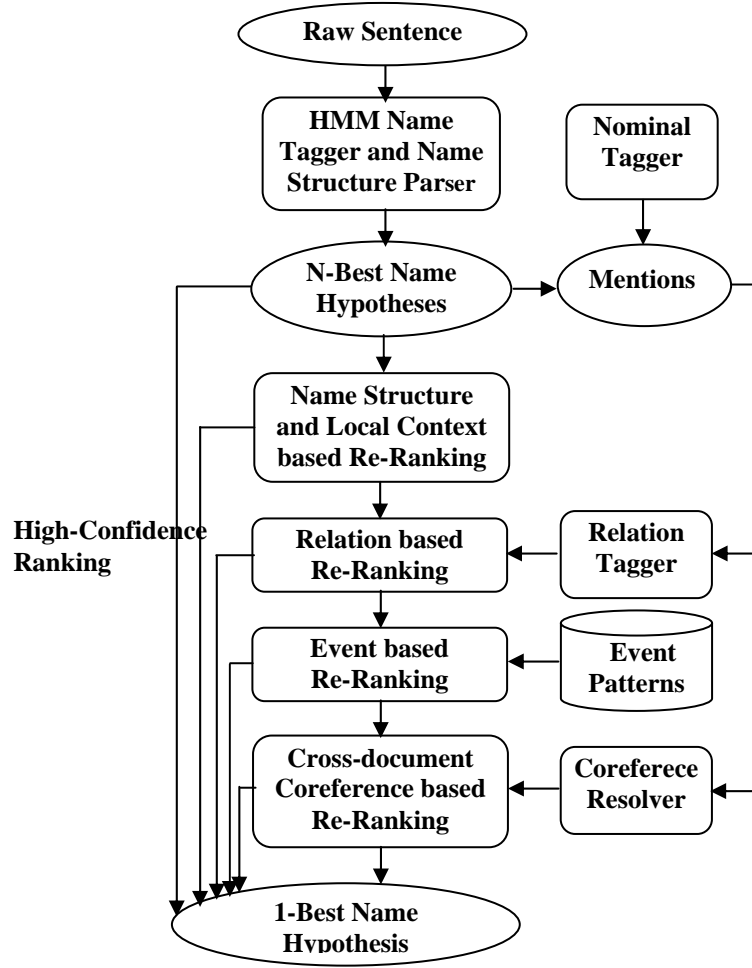 Raw Sentence
HMM Name
Tagger and Name
Structure Parser
Nominal
Tagger
N-Best Name
Hypotheses
Mentions
Name Structure
and Local Context
based Re-Ranking
High-Confidence
Ranking
Relation based
Re-Ranking
Relation
Tagger
Event based
Re-Ranking
Event
Patterns
Cross-document
Coreference based
Re-Ranking
Coreferece
Resolver
1-Best Name
Hypothesis